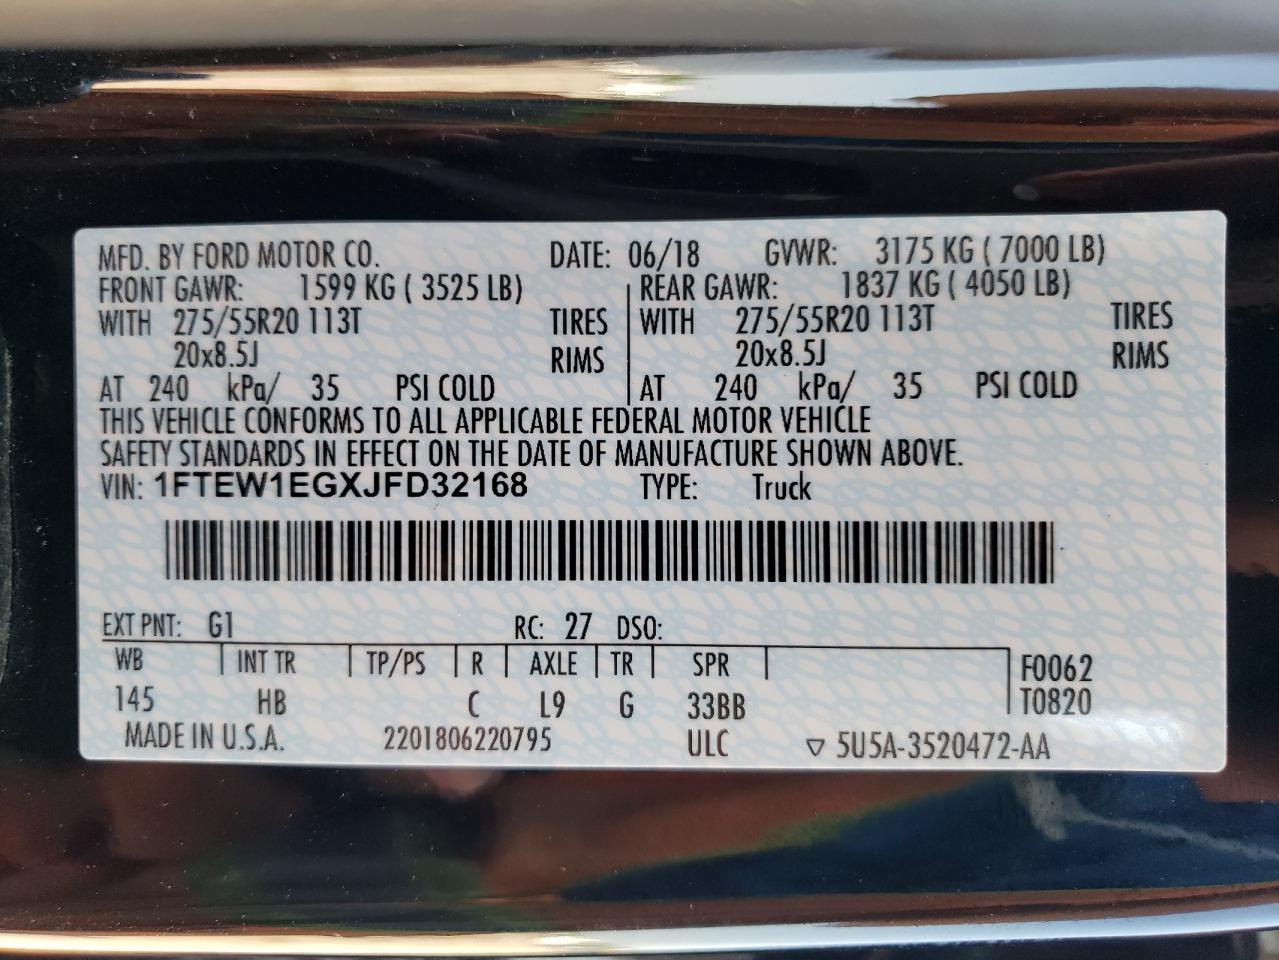 MFD. BY FORD MOTOR CO. DATE: 06/18 GVWR: 3175 KG ( 7000 LB)
FRONT GAWR: 1599 KG ( 3525 LB) REAR GAWR: 1837 KG ( 4050 LB)
WITH 275/55R20 113T TIRES WITH 275/55R20 113T TIRES
20x8.5J RIMS 20x8.5J RIMS
AT 240 kPa/ 35 PSI COLD AT 240 kPa/ 35 PSI COLD
THIS VEHICLE CONFORMS TO ALL APPLICABLE FEDERAL MOTOR VEHICLE
SAFETY STANDARDS IN EFFECT ON THE DATE OF MANUFACTURE SHOWN ABOVE.
VIN: 1FTEW1EGXJFD32168 TYPE: Truck
EXT PNT: G1 RC: 27 DSO:
WB INT TR TP/PS R AXLE TR SPR F0062
145 HB C L9 G 33BB T0820
MADE IN U.S.A. 2201806220795 ULC ▽ 5U5A-3520472-AA